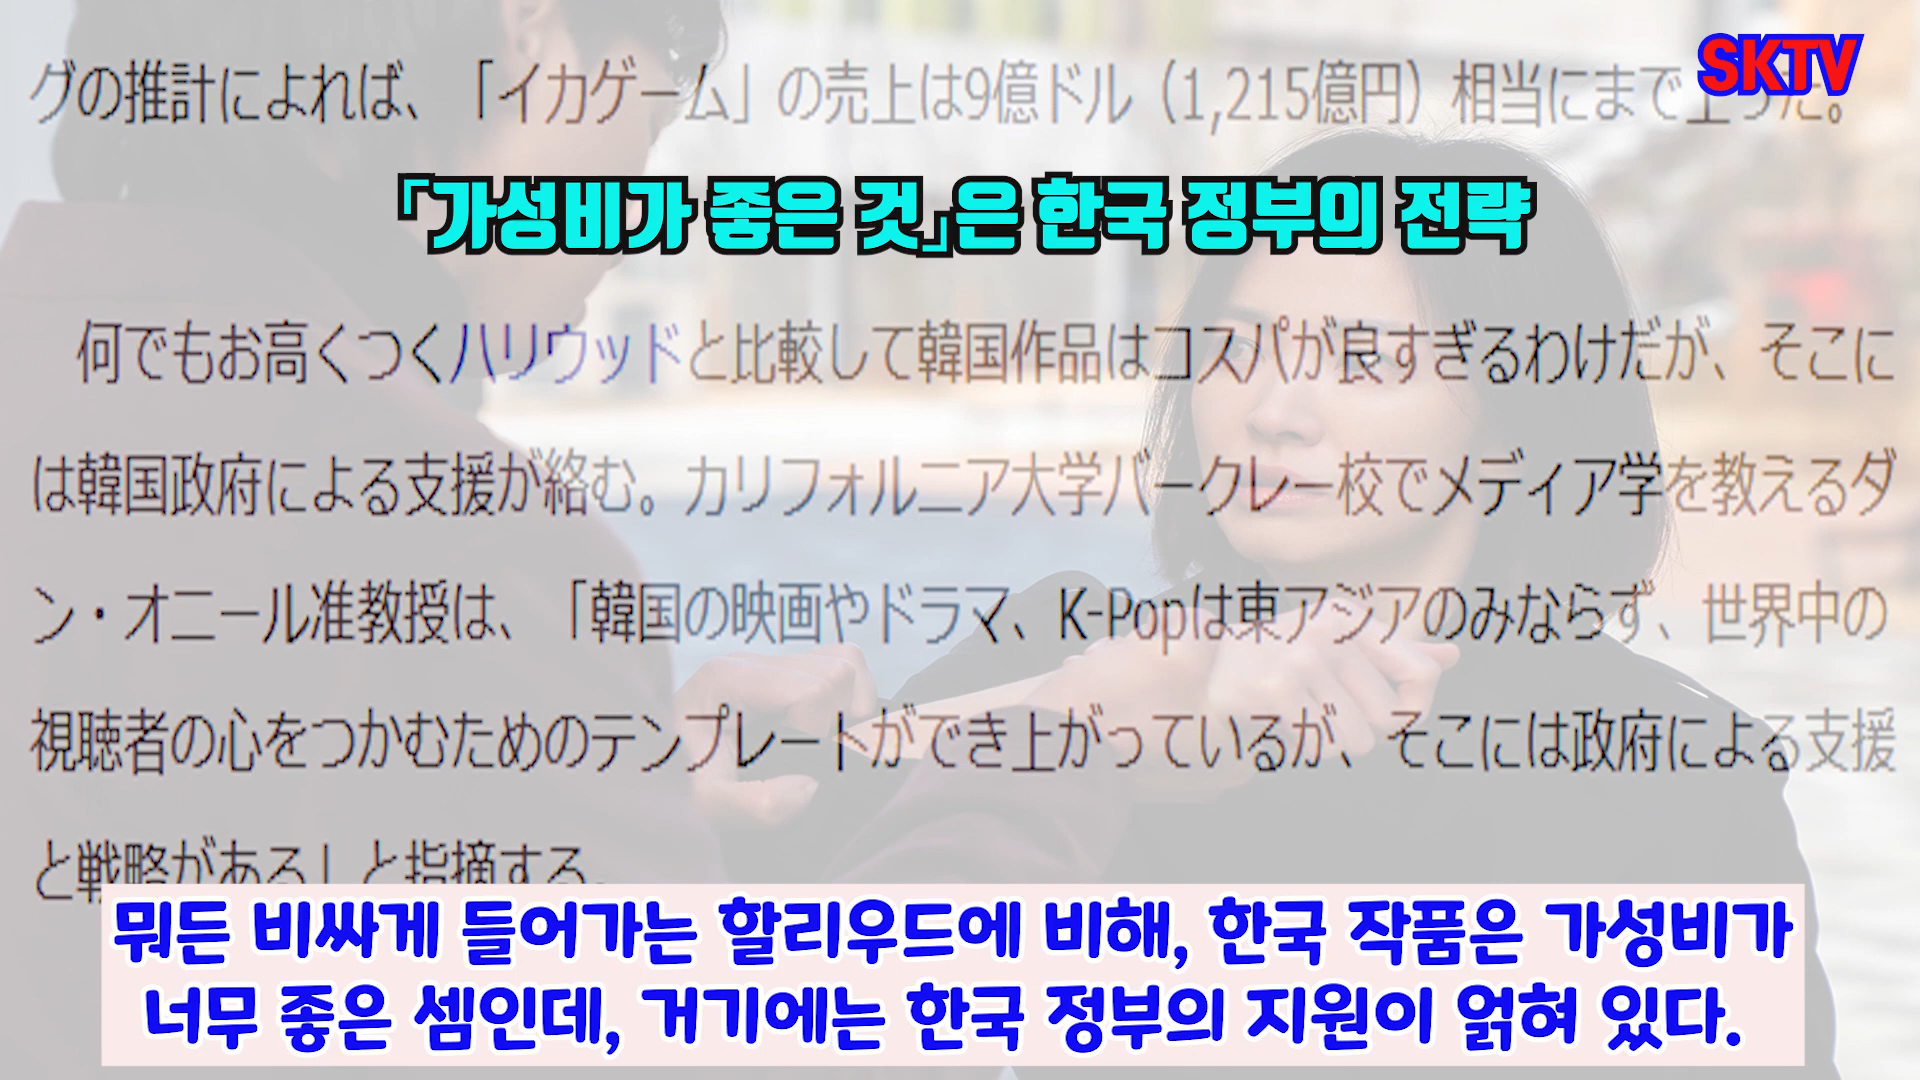 SKTV
グの推計によれば、「イカゲーム」の売上は9億ドル（1,215億円）相当にまで上った。
「가성비가 좋은 것」은 한국 정부의 전략
何でもお高くつくハリウッドと比較して韓国作品はコスパが良すぎるわけだが、そこに
は韓国政府による支援が絡む。カリフォルニア大学バークレー校でメディア学を教えるダ
ン・オニール准教授は、「韓国の映画やドラマ、K-Popは東アジアのみならず、世界中の
視聴者の心をつかむためのテンプレートができ上がっているが、そこには政府による支援
と戦略がある」と指摘する。
뭐든 비싸게 들어가는 할리우드에 비해, 한국 작품은 가성비가
너무 좋은 셈인데, 거기에는 한국 정부의 지원이 얽혀 있다.